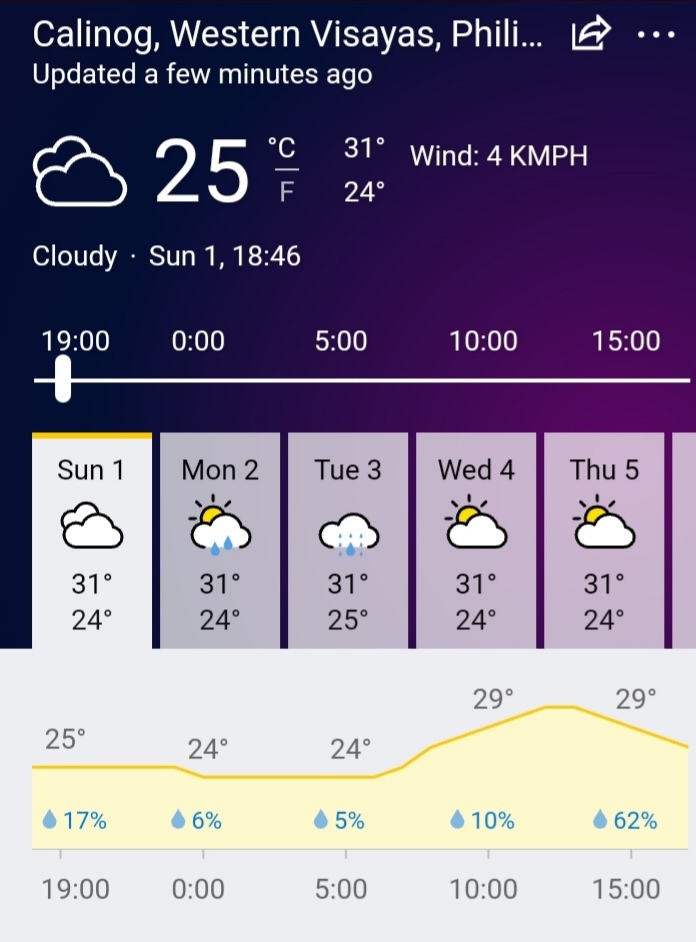 Calinog, Western Visayas, Phili...
Updated a few minutes ago
25 °C F 31° 24° Wind: 4 KMPH
Cloudy · Sun 1, 18:46
19:00 0:00 5:00 10:00 15:00
Sun 1 Mon 2 Tue 3 Wed 4 Thu 5
31° 31° 31° 31° 31°
24° 24° 25° 24° 24°
29° 29°
25° 24° 24°
17% 6% 5% 10% 62%
19:00 0:00 5:00 10:00 15:00